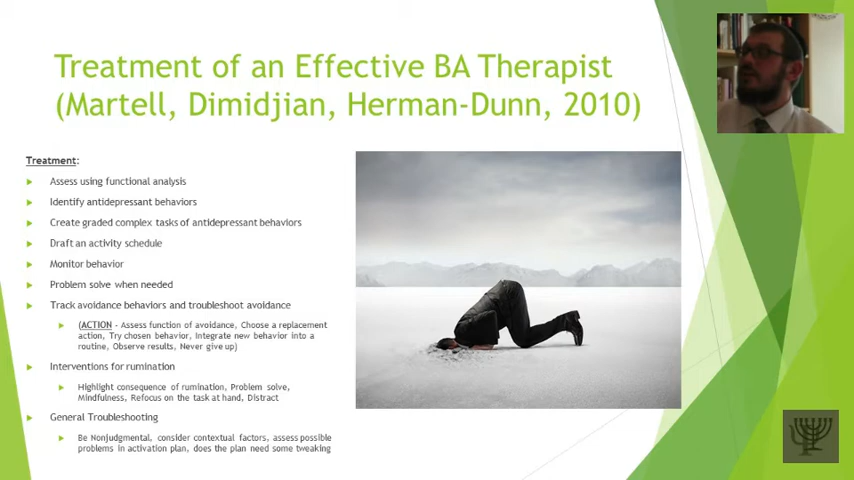 Treatment of an Effective BA Therapist
(Martell, Dimidjian, Herman-Dunn, 2010)
Treatment:
Assess using functional analysis
Identify antidepressant behaviors
Create graded complex tasks of antidepressant behaviors
Draft an activity schedule
Monitor behavior
Problem solve when needed
Track avoidance behaviors and troubleshoot avoidance
(ACTION – Assess function of avoidance, Choose a replacement
action, Try chosen behavior, Integrate new behavior into a
routine, Observe results, Never give up)
Interventions for rumination
Highlight consequence of rumination, Problem solve,
Mindfulness, Refocus on the task at hand, Distract
General Troubleshooting
Be Nonjudgmental, consider contextual factors, assess possible
problems in activation plan, does the plan need some tweaking